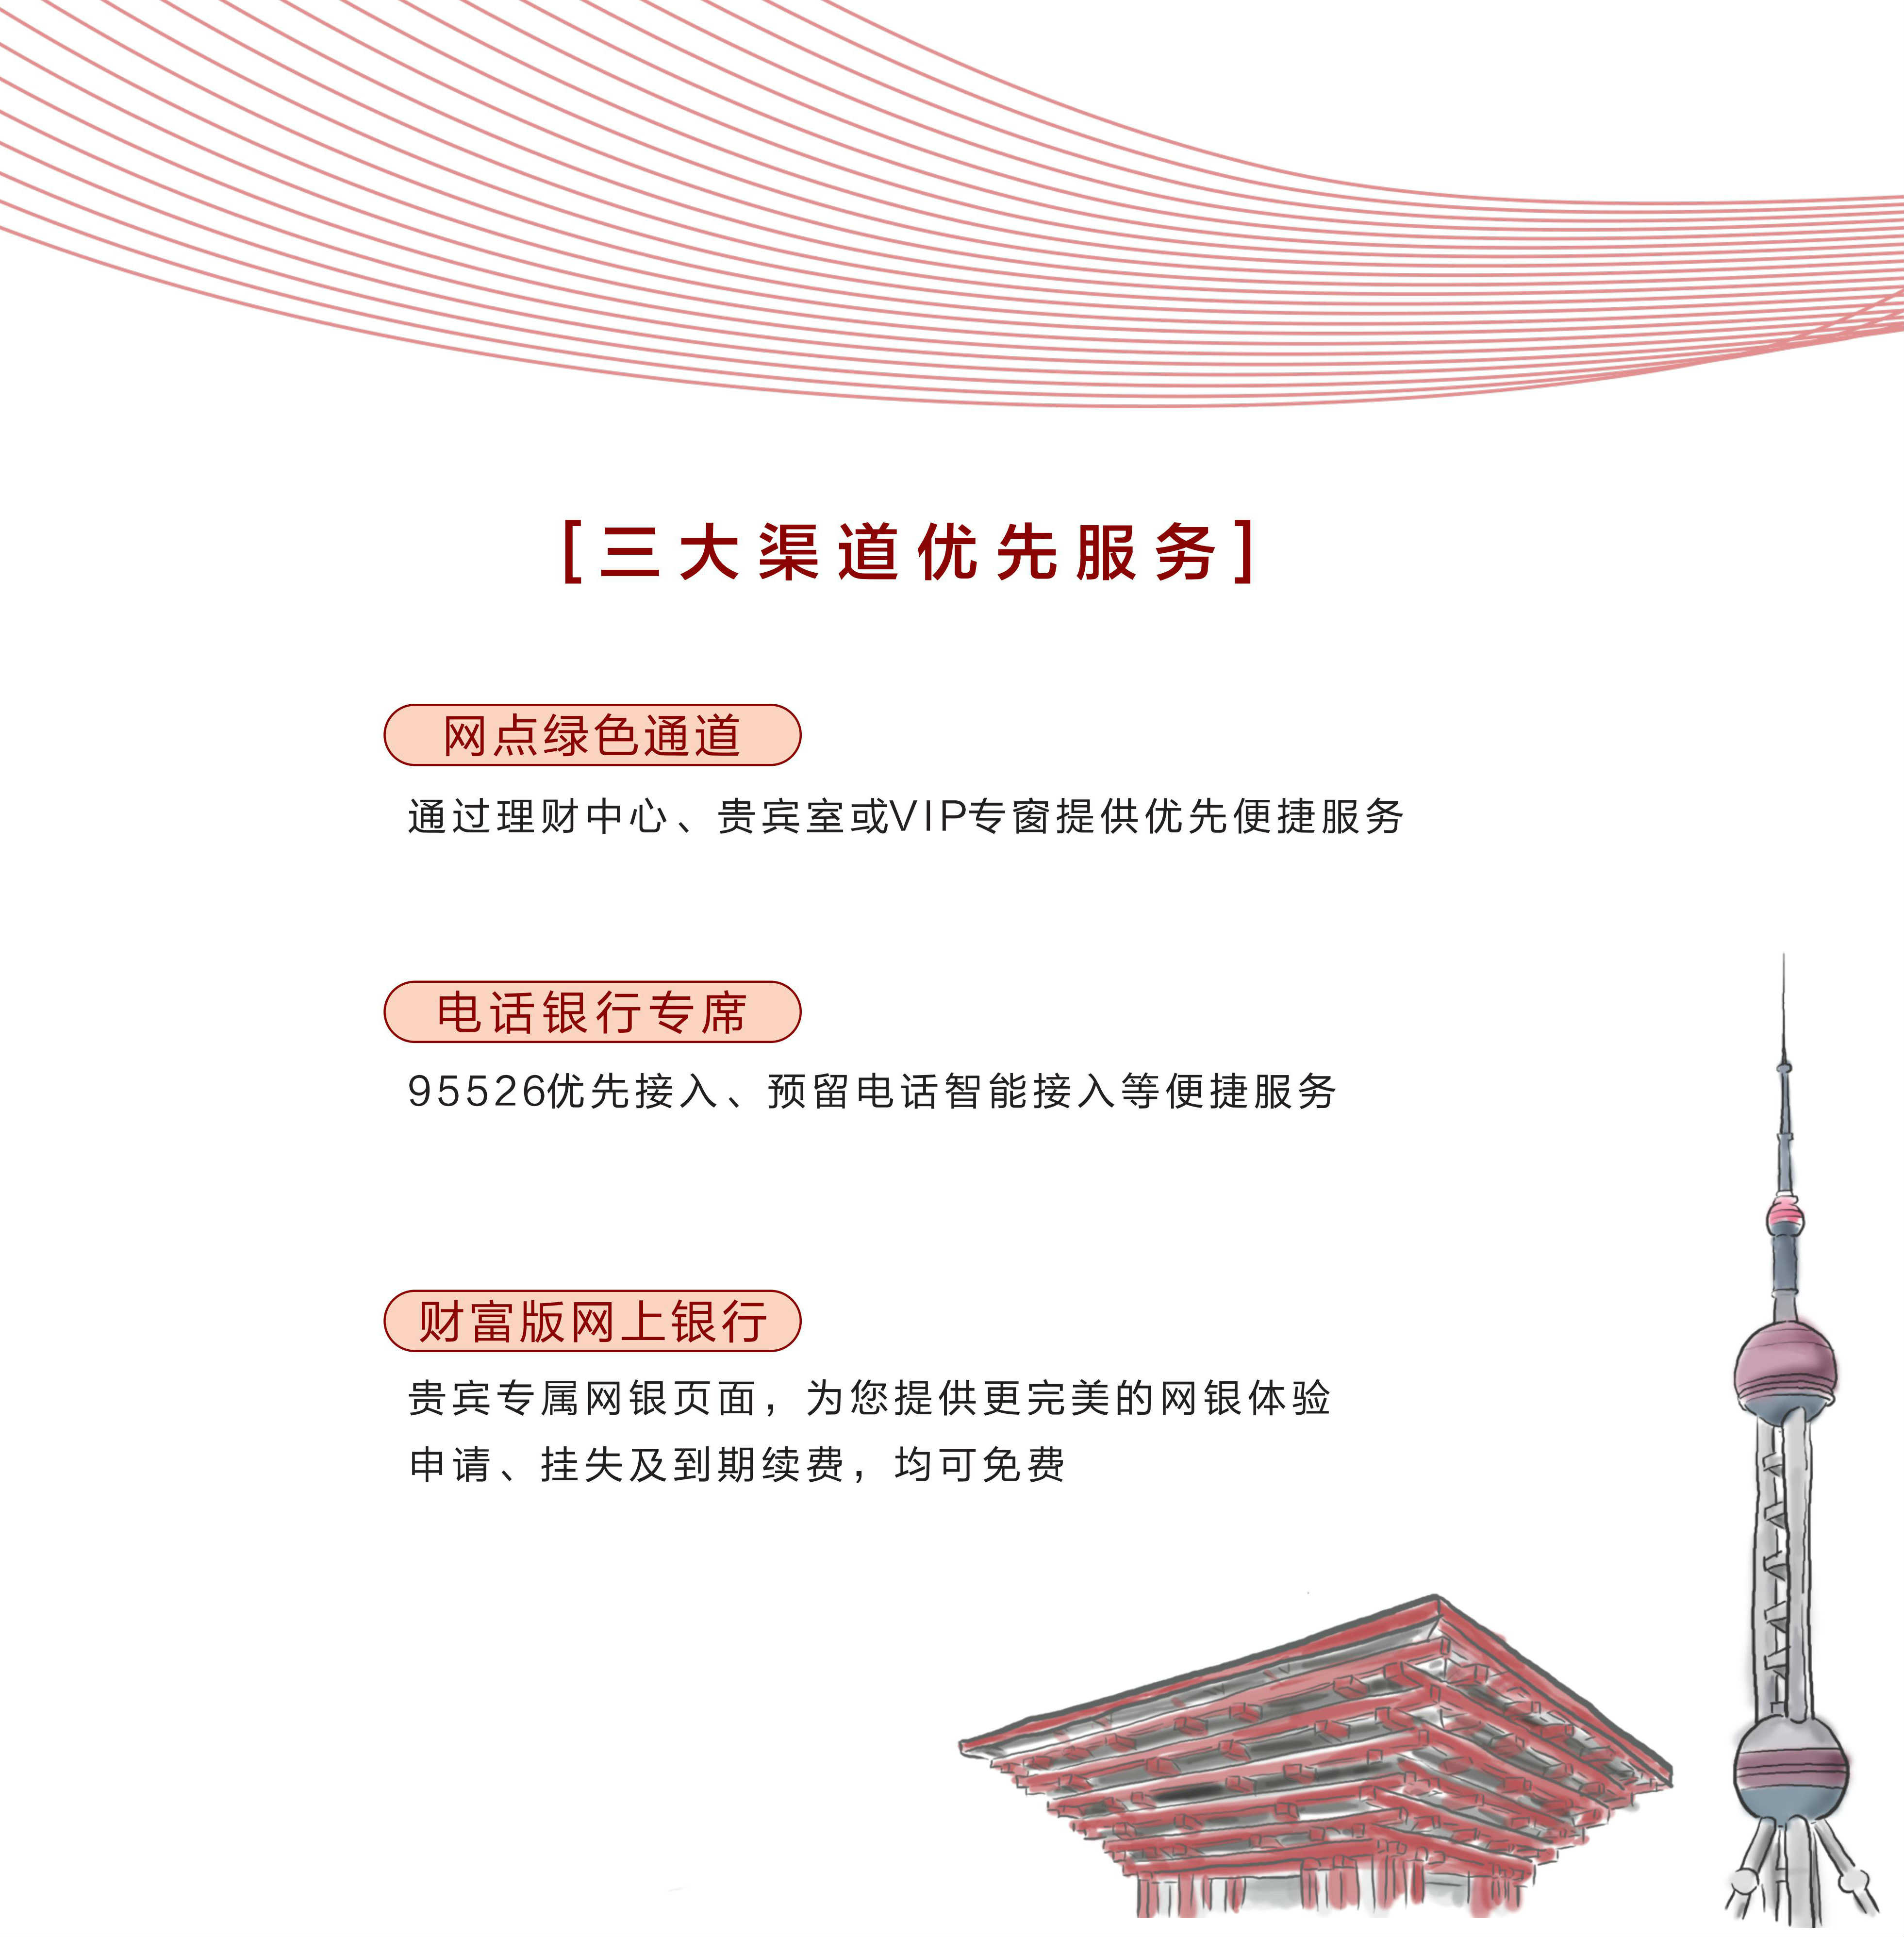 [三大渠道优先服务]
网点绿色通道
通过理财中心、贵宾室或VIP专窗提供优先便捷服务
电话银行专席
95526优先接入、预留电话智能接入等便捷服务
财富版网上银行
贵宾专属网银页面，为您提供更完美的网银体验
申请、挂失及到期续费，均可免费